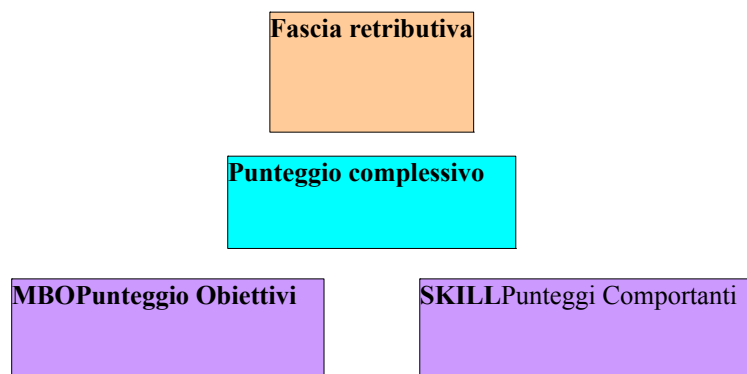 Fascia retributiva
Punteggio complessivo
MBOPunteggio Obiettivi
SKILLPunteggi Comportanti